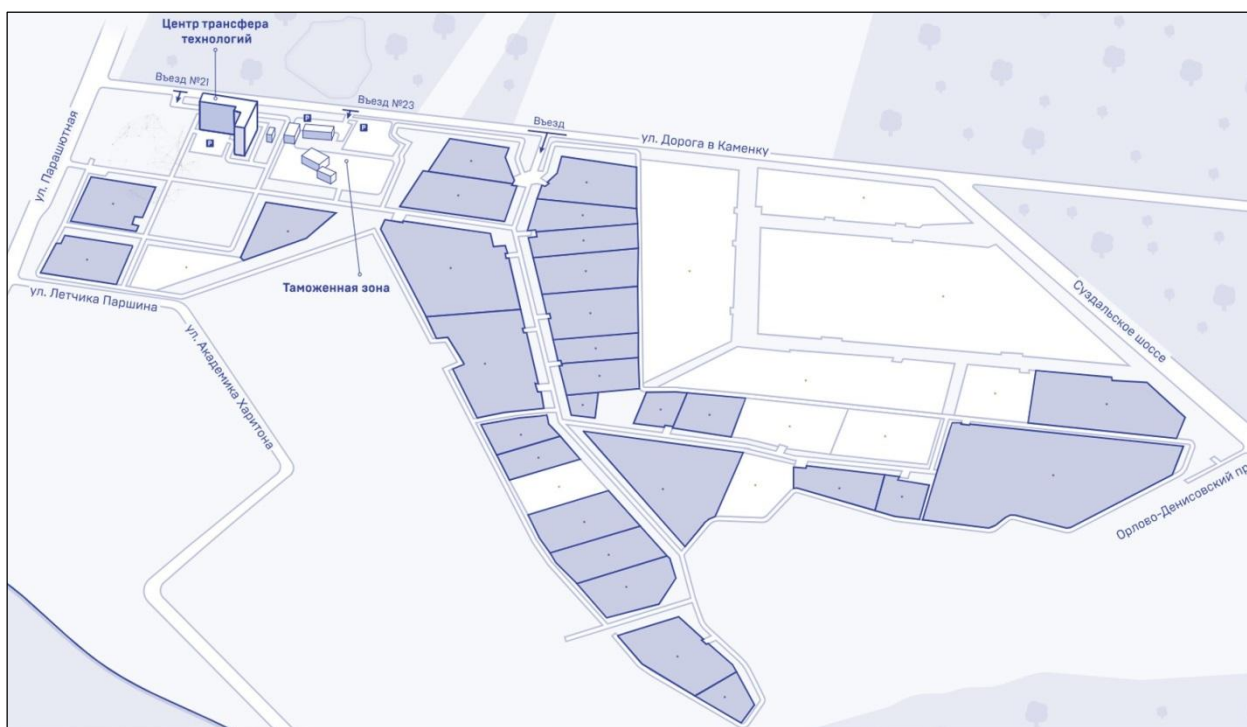 Центр трансфера
технологий
Въезд №21
Въезд №23
P
P
P
Въезд
ул. Дорога в Каменку
ул. Парашютная
Таможенная зона
Суздальское шоссе
ул. Летчика Паршина
ул. Академика Харитона
Орлово-Денисовский пр